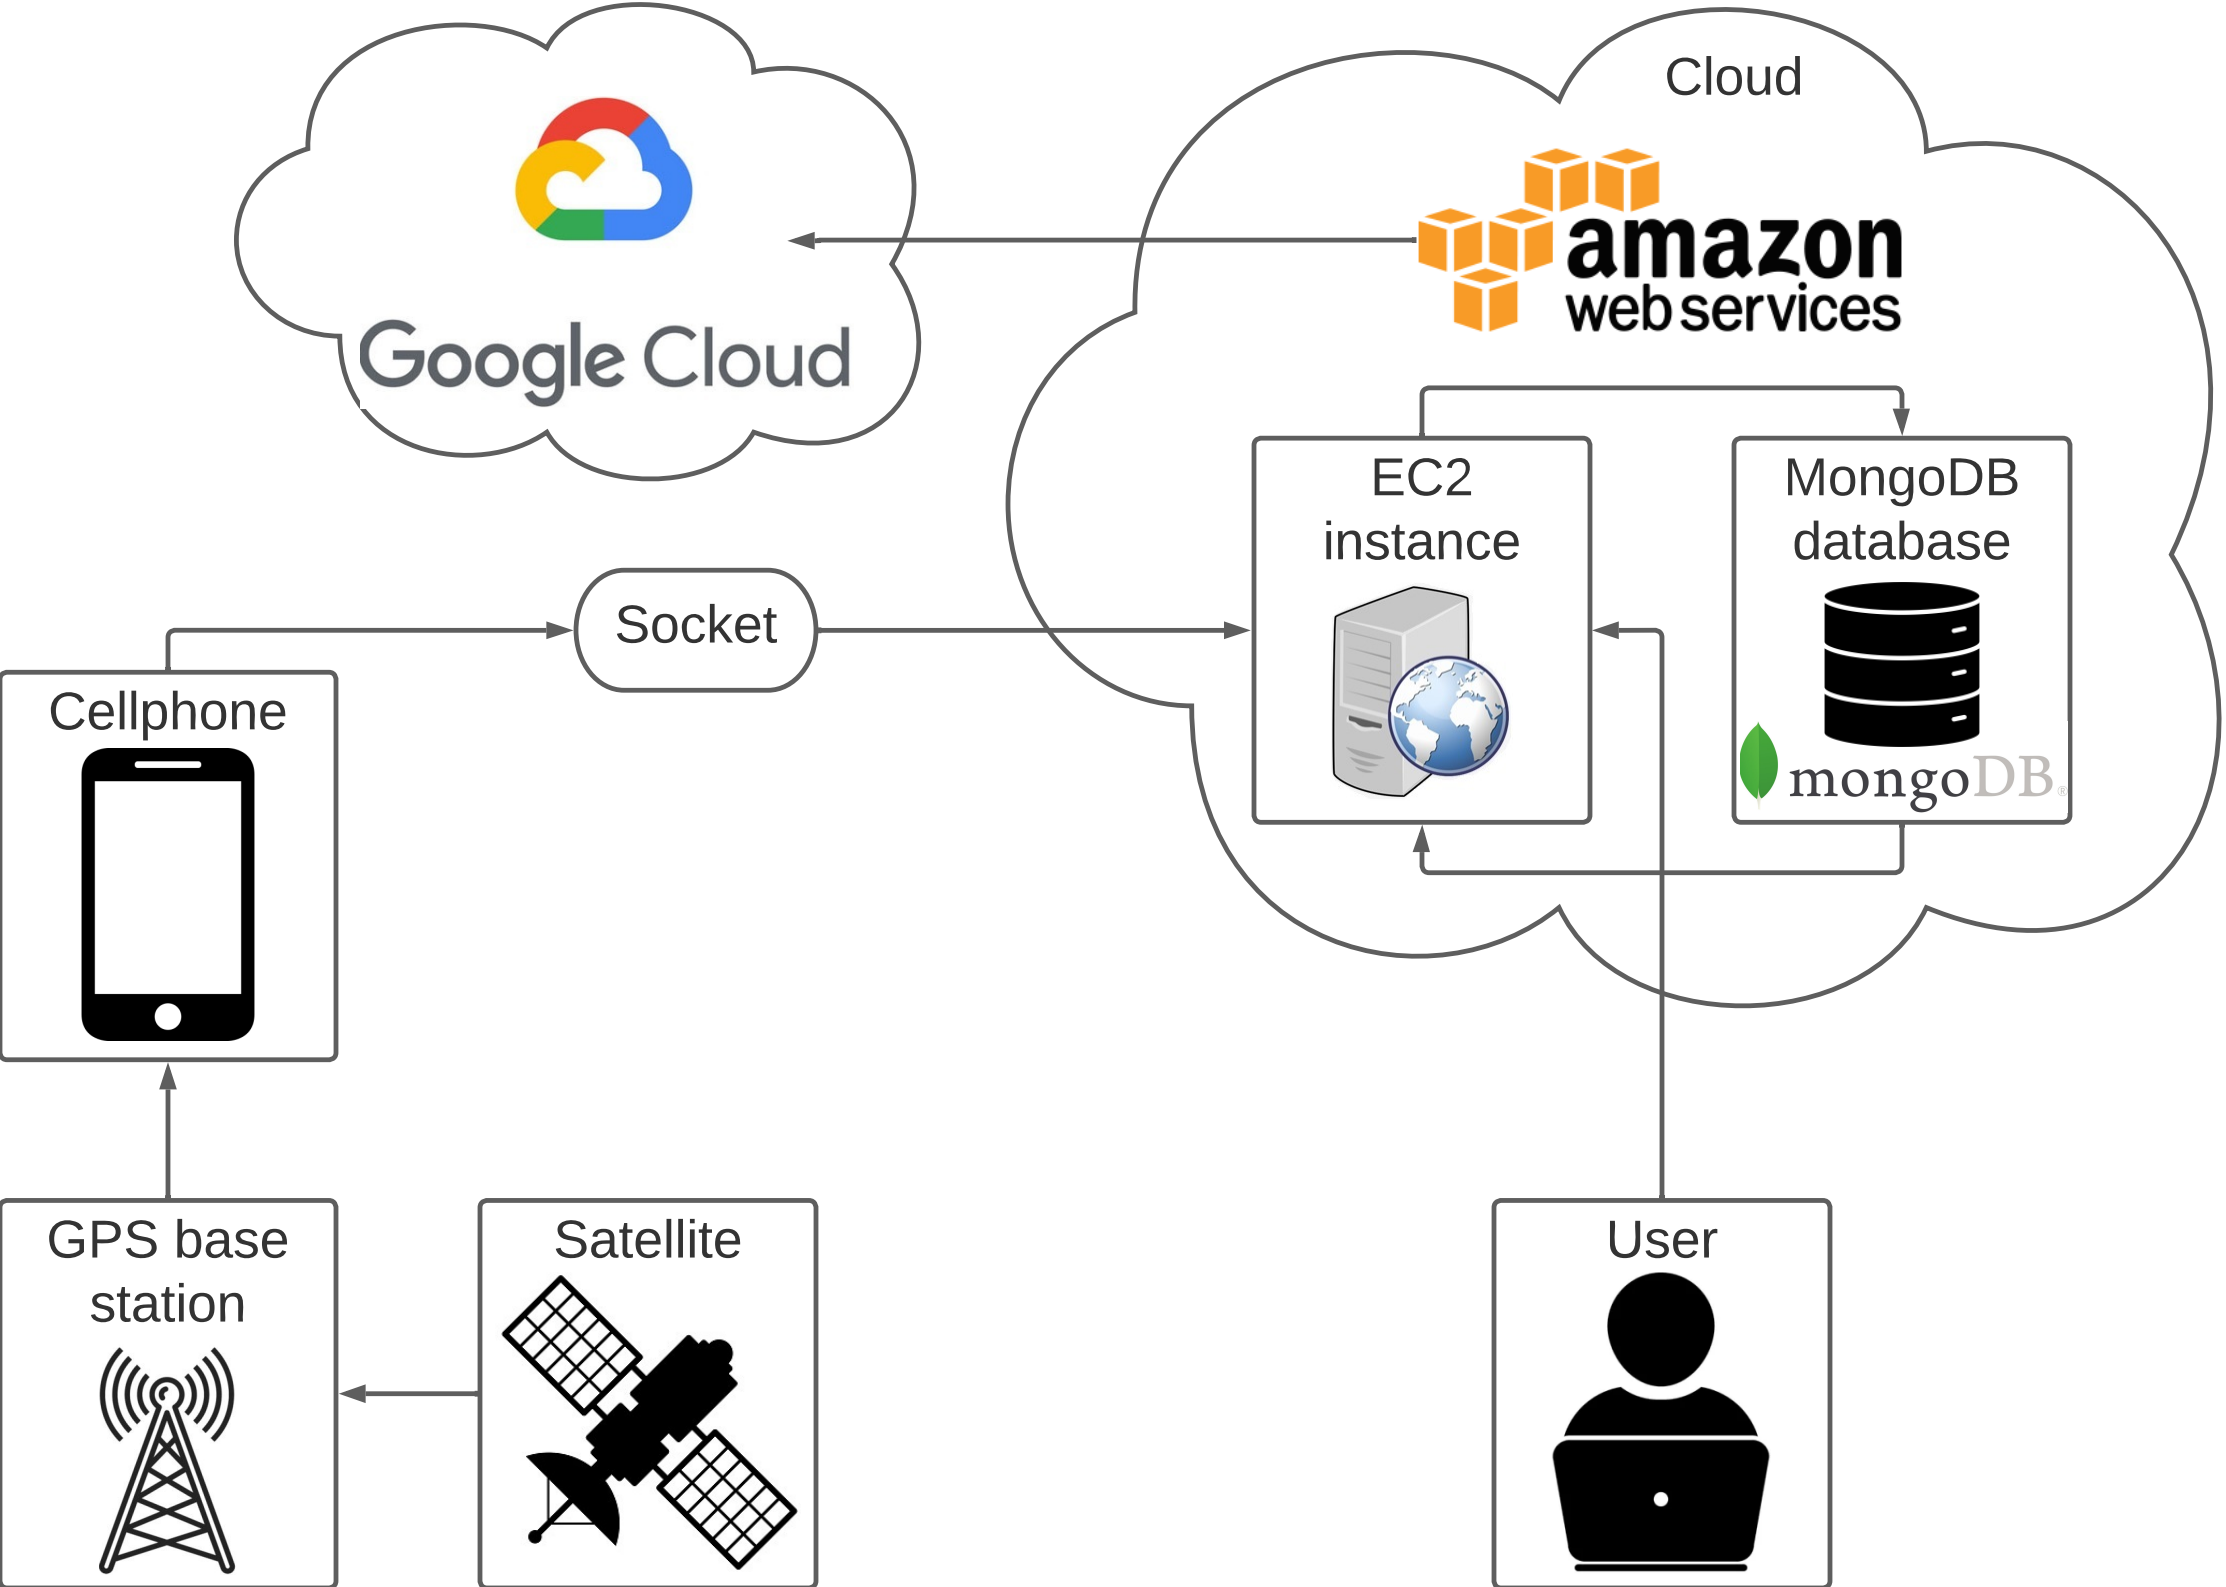 Cloud
amazon
web services
Google Cloud
EC2
instance
MongoDB
database
mongoDB®
Socket
Cellphone
GPS base
station
Satellite
User